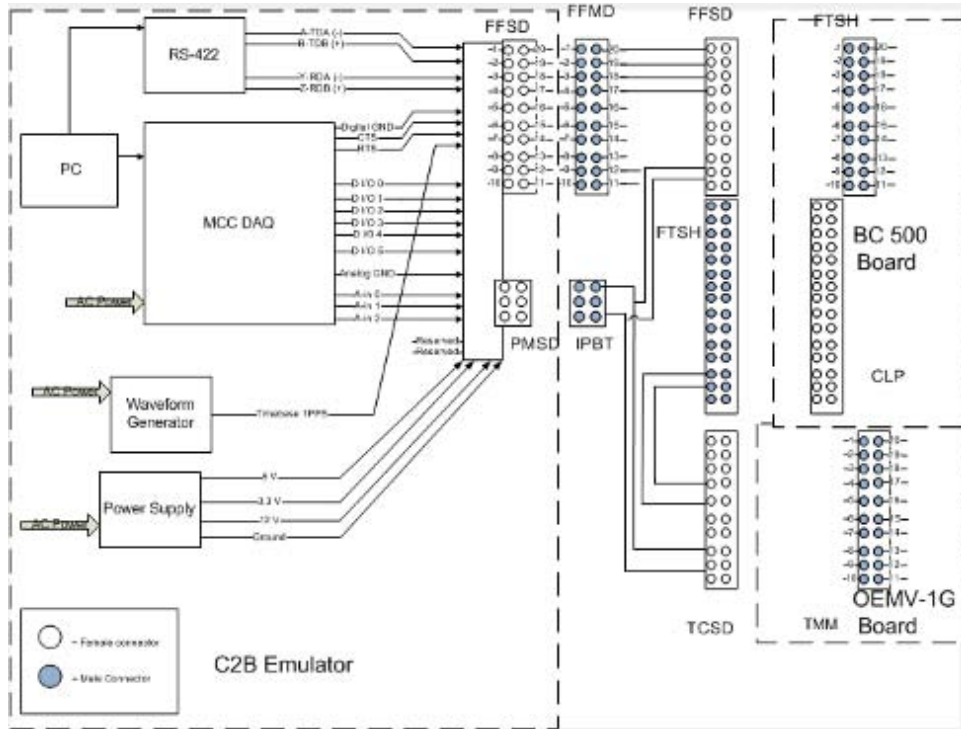 FFSD
FFMD
FFSD
FTSH
RS-422
A-TDA (-)
B-TDB (+)
Y-RDA (-)
Z-RDB (+)
PC
MCC DAQ
Digital GND
CTS
RTS
D I/O 0
D I/O 1
D I/O 2
D I/O 3
D I/O 4
D I/O 5
Analog GND
A-in 0
A-in 1
A-in 2
AC Power
Reserved
Reserved
PMSD
IPBT
FTSH
BC 500
Board
CLP
AC Power
Waveform
Generator
Timebase 1PPS
Power Supply
AC Power
3.3 V
12 V
Ground
TCSD
TMM
OEMV-1G
Board
= Female connector
= Male Connector
C2B Emulator